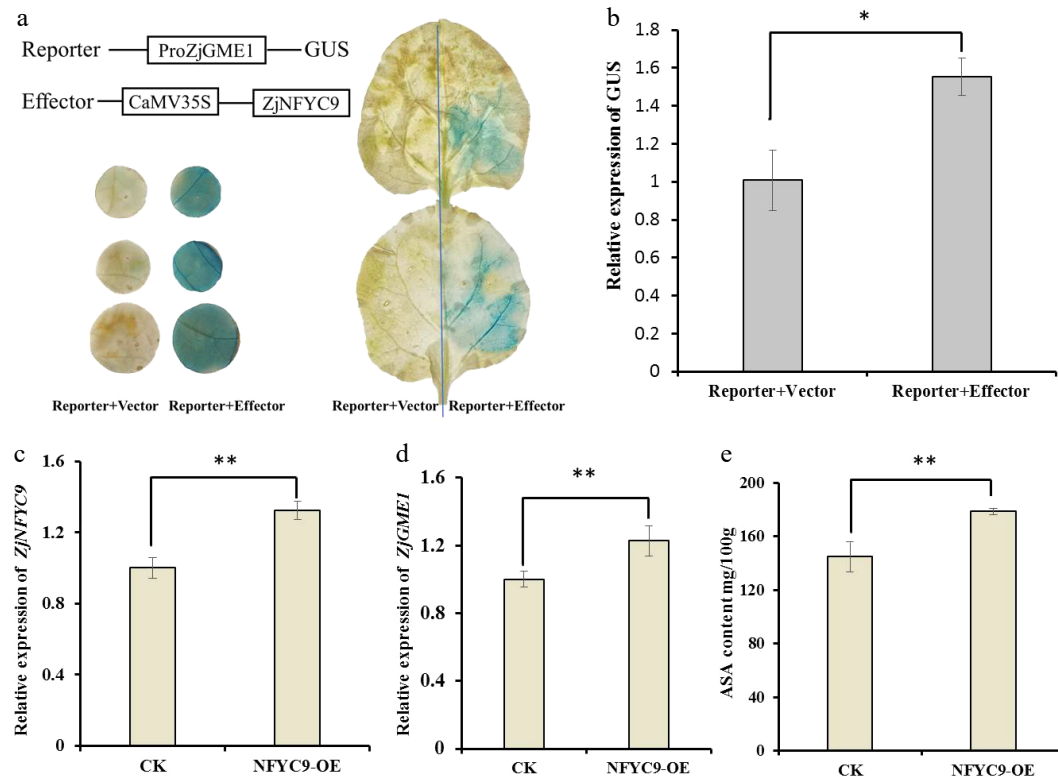 a
Reporter ProZjGME1 GUS
Effector CaMV35S ZjNFYC9
Reporter+Vector Reporter+Effector
Reporter+Vector Reporter+Effector
b
*
Relative expression of GUS
1.8
1.6
1.4
1.2
1
0.8
0.6
0.4
0.2
0
Reporter+Vector Reporter+Effector
c
**
Relative expression of ZjNFYC9
1.6
1.2
0.8
0.4
0
CK NFYC9-OE
d
**
Relative expression of ZjGME1
1.6
1.2
0.8
0.4
0
CK NFYC9-OE
e
**
ASA content mg/100g
200
160
120
80
40
0
CK NFYC9-OE